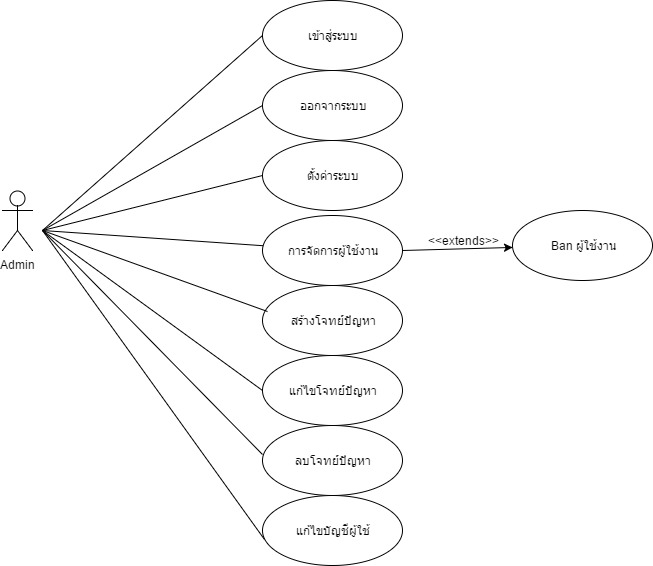 เข้าสู่ระบบ
ออกจากระบบ
ตั้งค่าระบบ
Admin
การจัดการผู้ใช้งาน
<<extends>>
Ban ผู้ใช้งาน
สร้างโจทย์ปัญหา
แก้ไขโจทย์ปัญหา
ลบโจทย์ปัญหา
แก้ไขบัญชีผู้ใช้